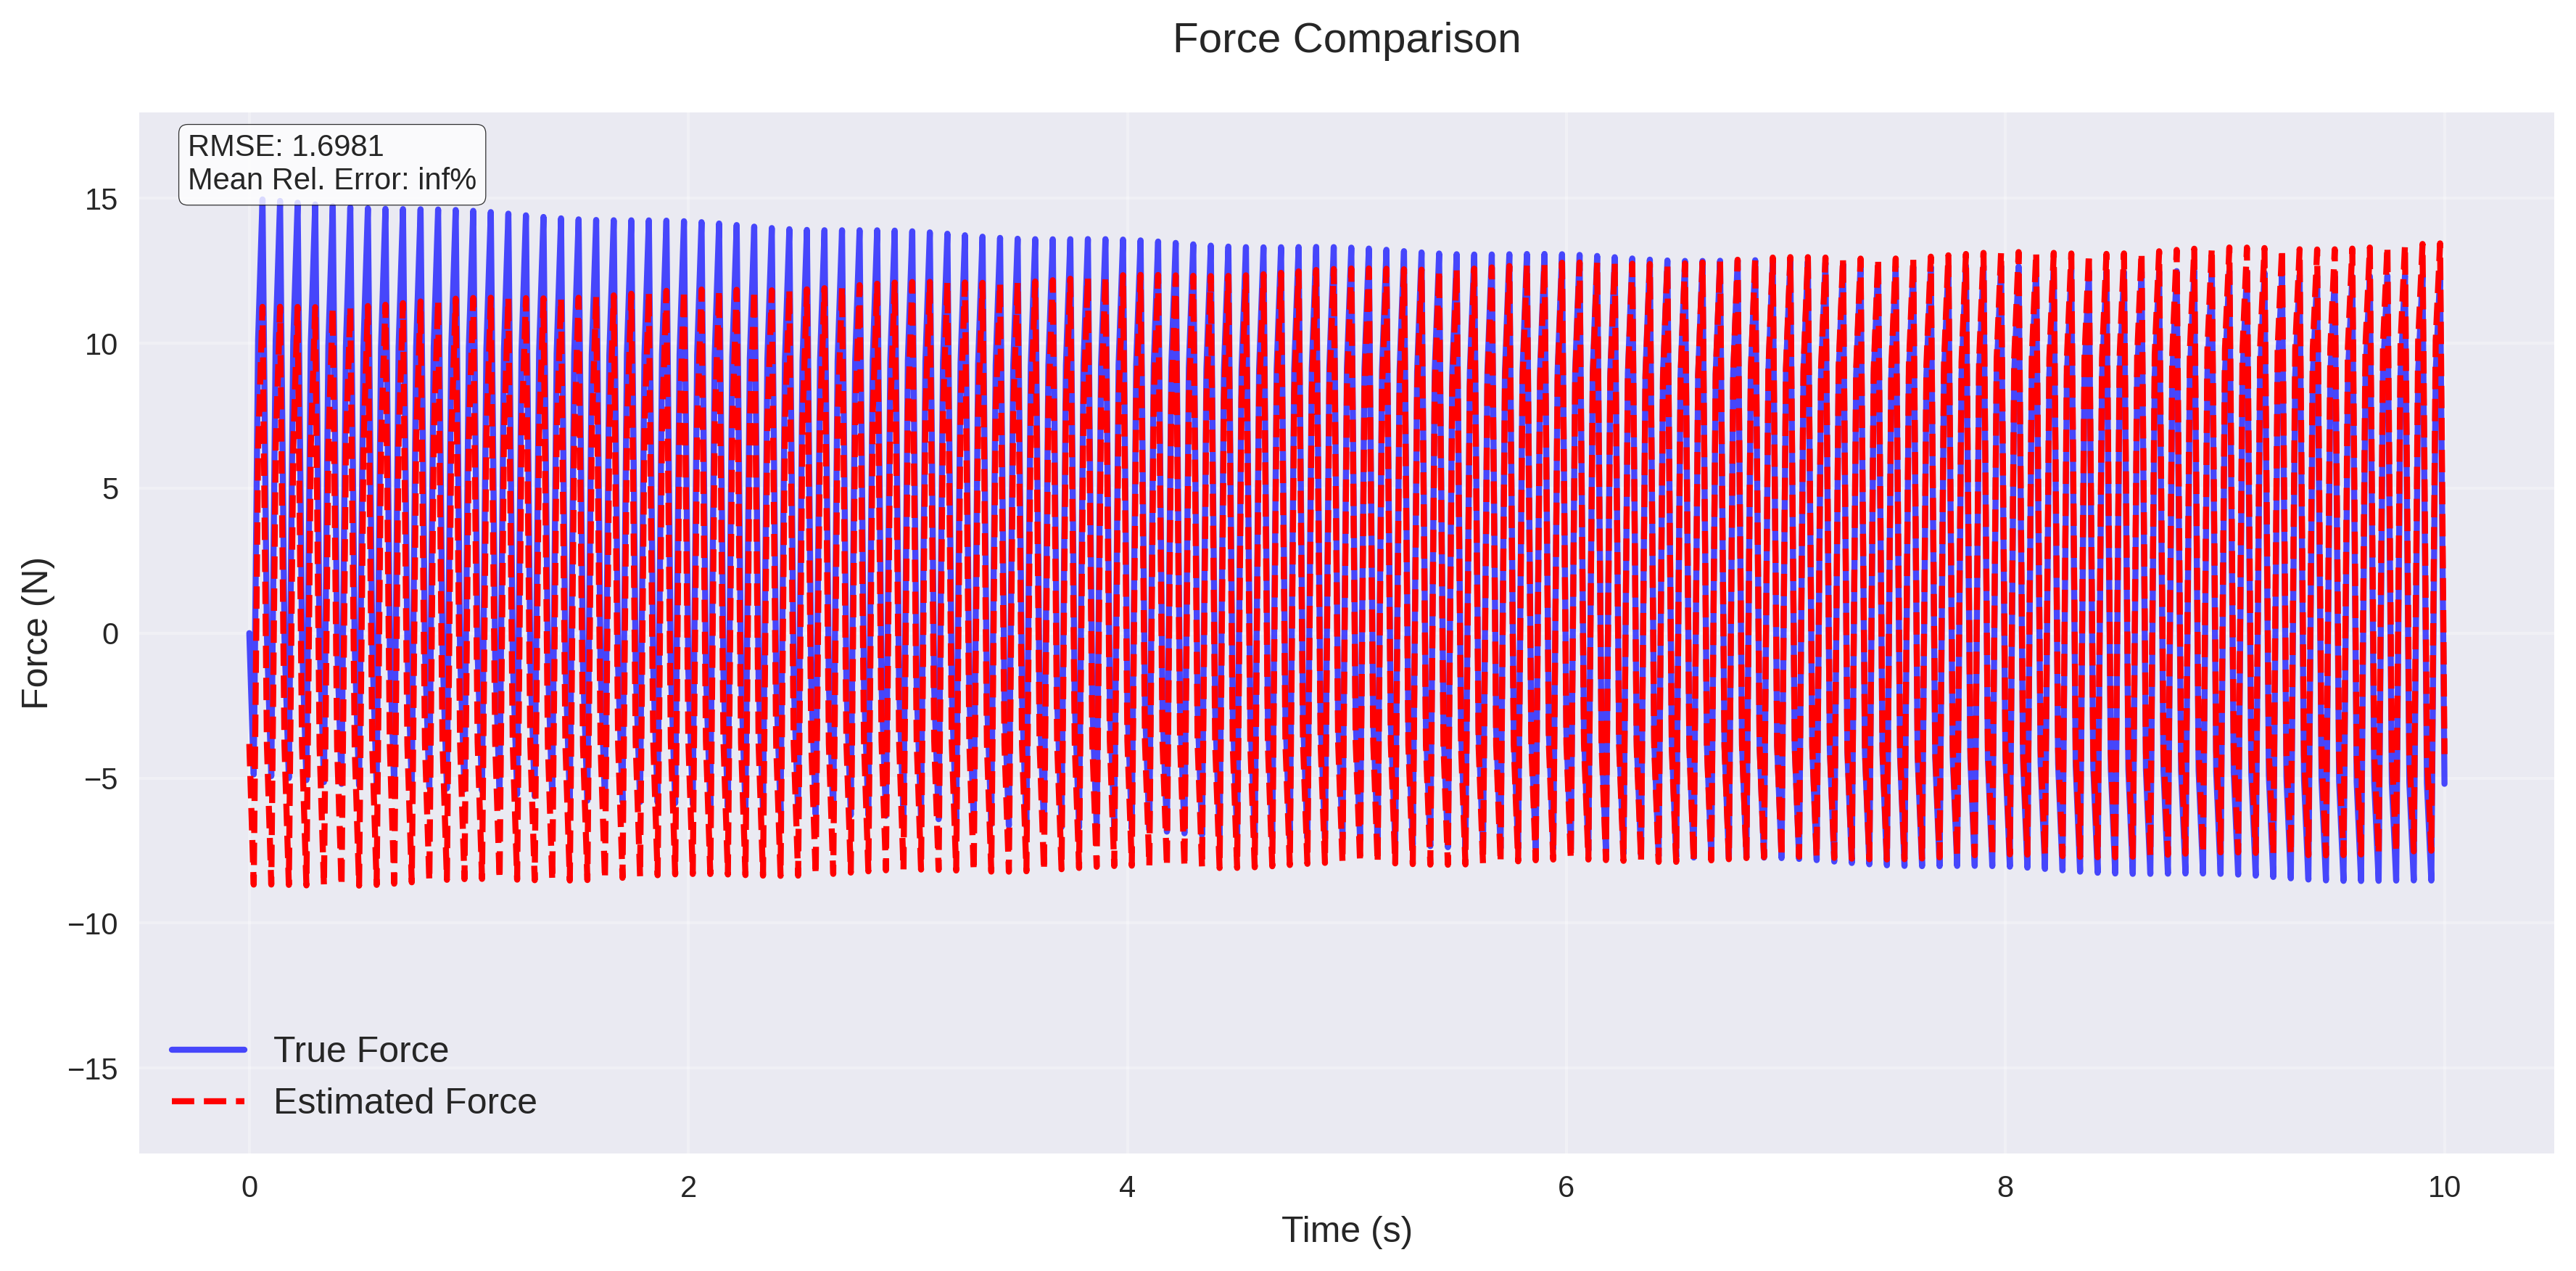 Force Comparison
RMSE: 1.6981
Mean Rel. Error: inf%
15
10
5
0
−5
−10
−15
Force (N)
True Force
Estimated Force
0
2
4
6
8
10
Time (s)